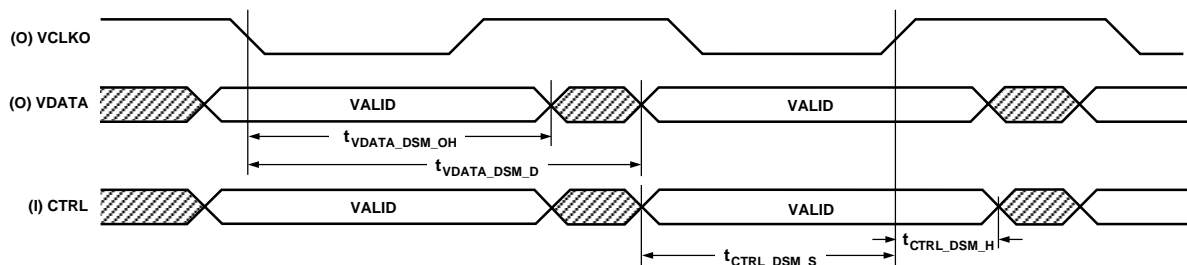 (O) VCLKO
(O) VDATA
VALID
VALID
tVDATA_DSM_OH
tVDATA_DSM_D
(I) CTRL
VALID
VALID
tCTRL_DSM_H
tCTRL_DSM_S